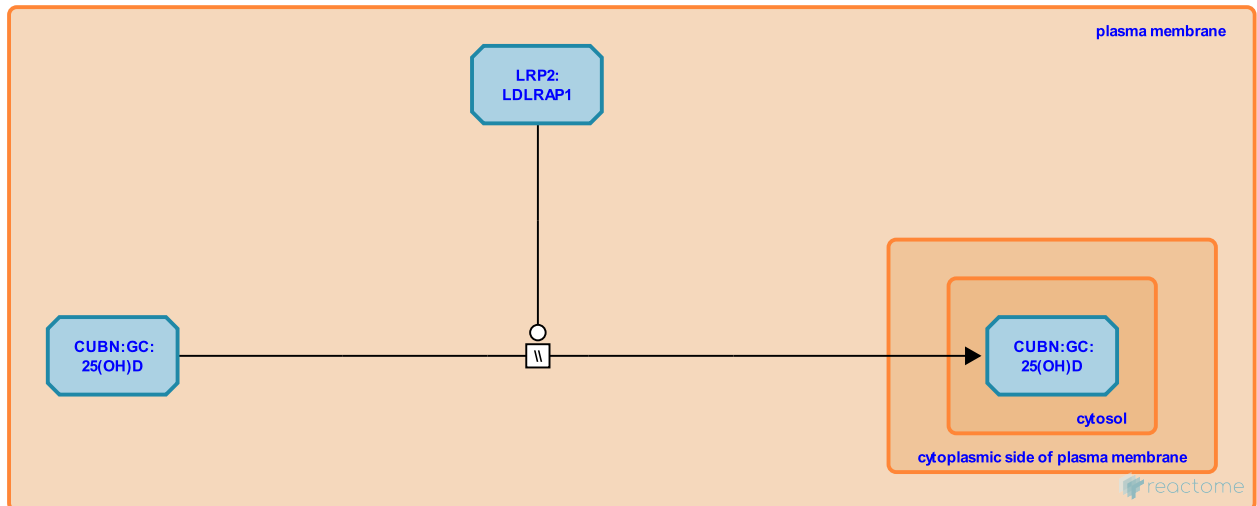 plasma membrane
LRP2:
LDLRAP1
CUBN:GC:
25(OH)D
\\
CUBN:GC:
25(OH)D
cytosol
cytoplasmic side of plasma membrane
reactome